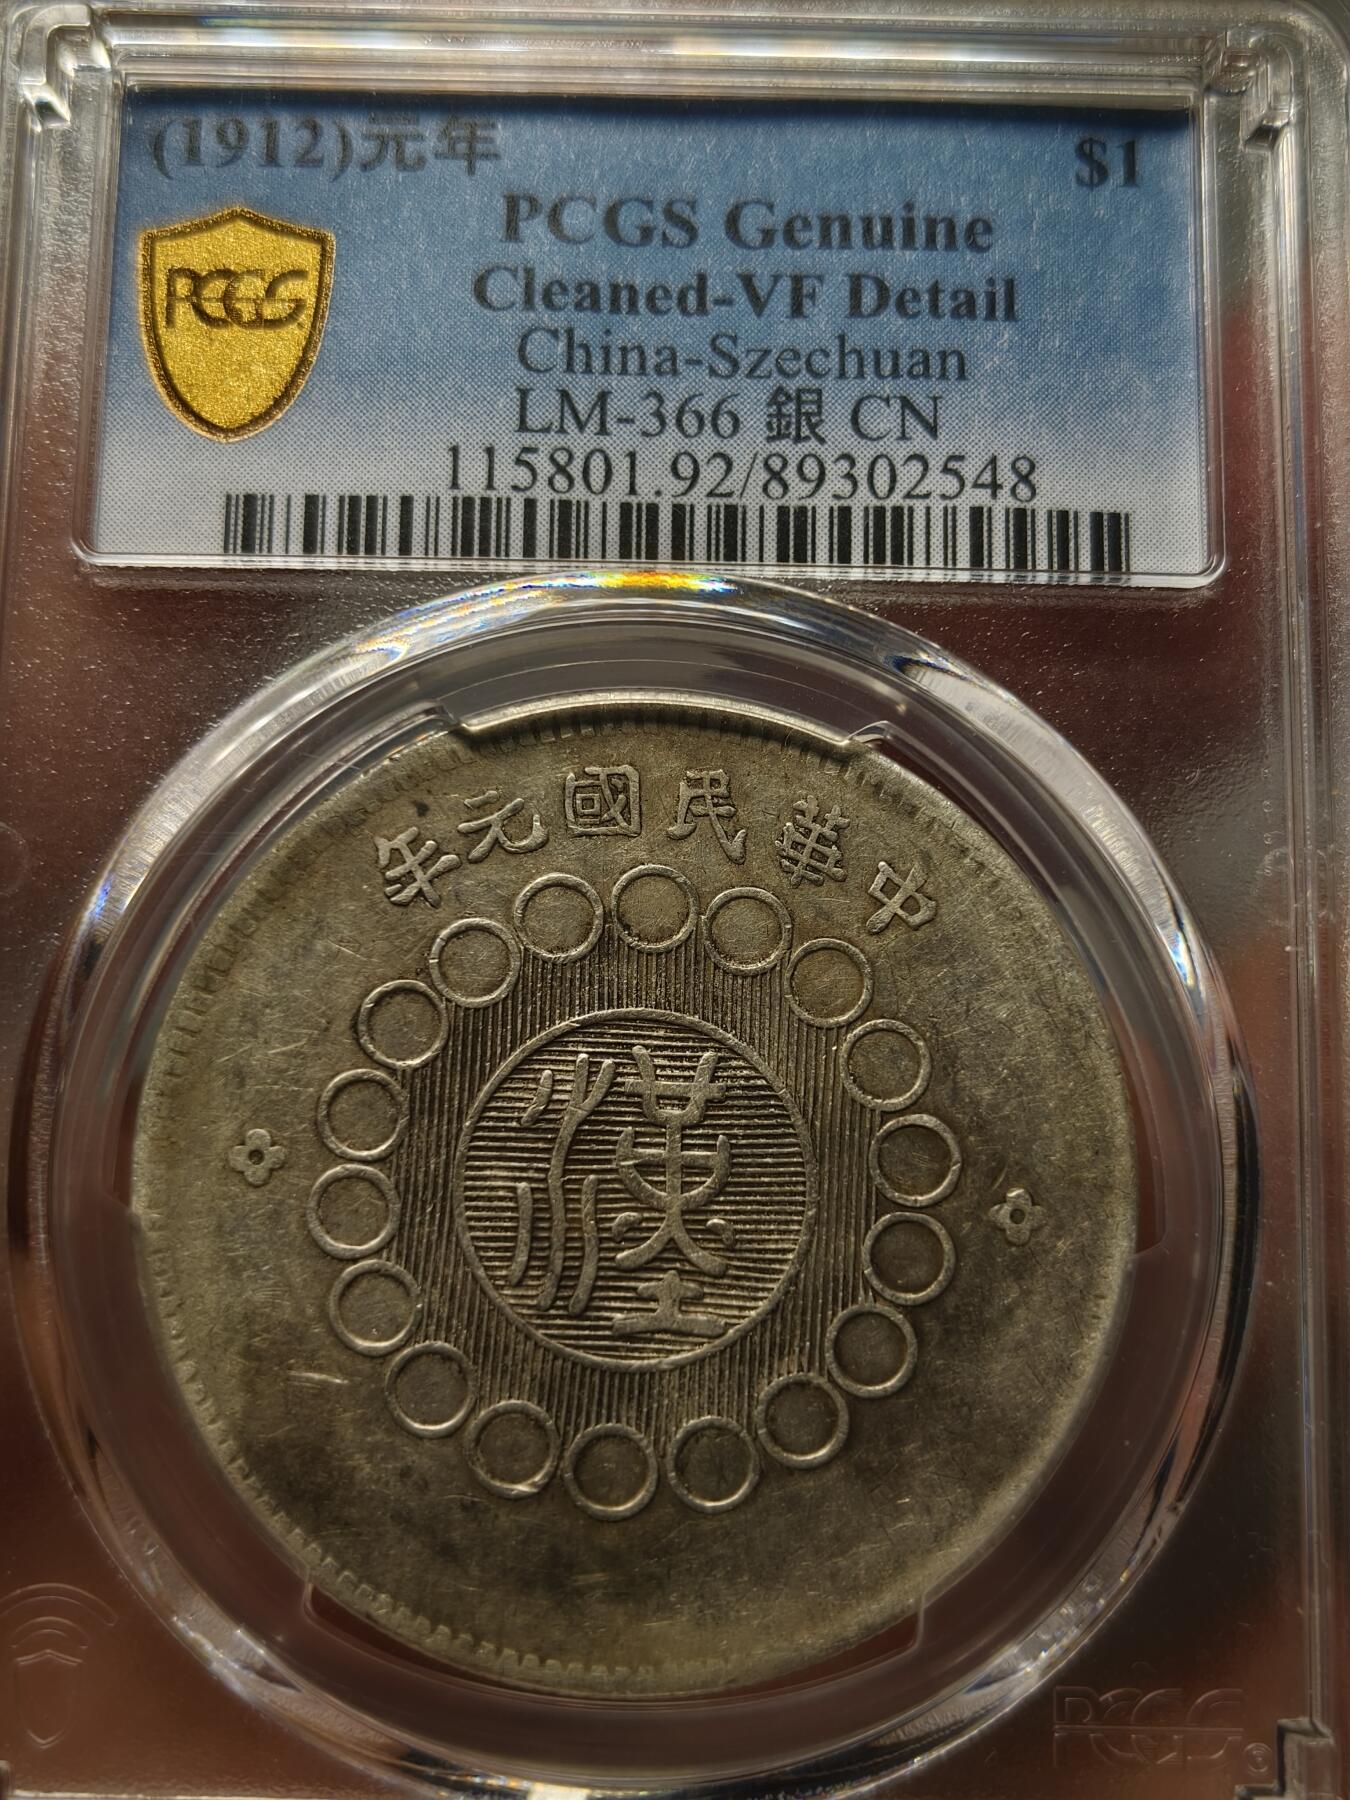 (1912)元年 $1
PCGS Genuine
Cleaned-VF Detail
PCGS
China-Szechuan
LM-366 銀 CN
115801.92/89302548
中華民國元年
漢
PCGS